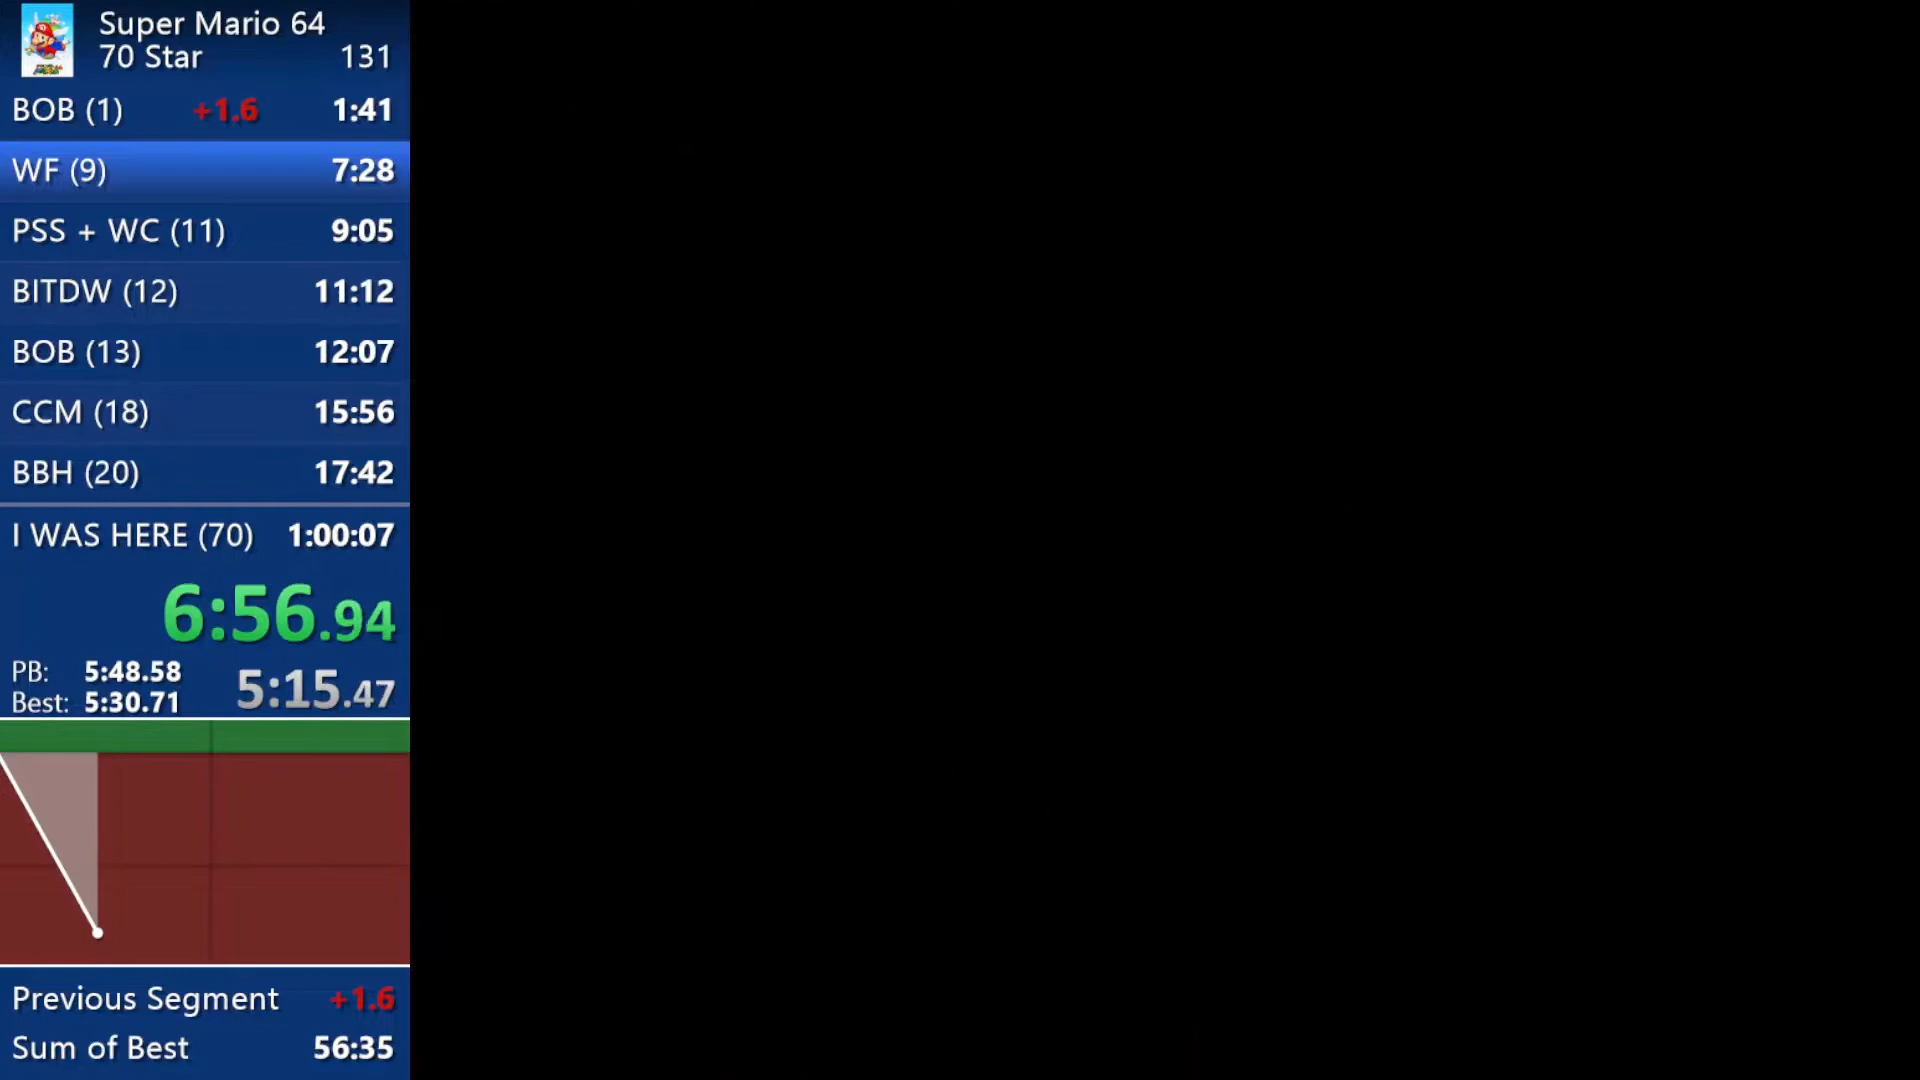 Super Mario 64
70 Star 131
BOB (1) +1.6 1:41
WF (9) 7:28
PSS + WC (11) 9:05
BITDW (12) 11:12
BOB (13) 12:07
CCM (18) 15:56
BBH (20) 17:42
I WAS HERE (70) 1:00:07
6:56.94
PB: 5:48.58
Best: 5:30.71
5:15.47
Previous Segment +1.6
Sum of Best 56:35